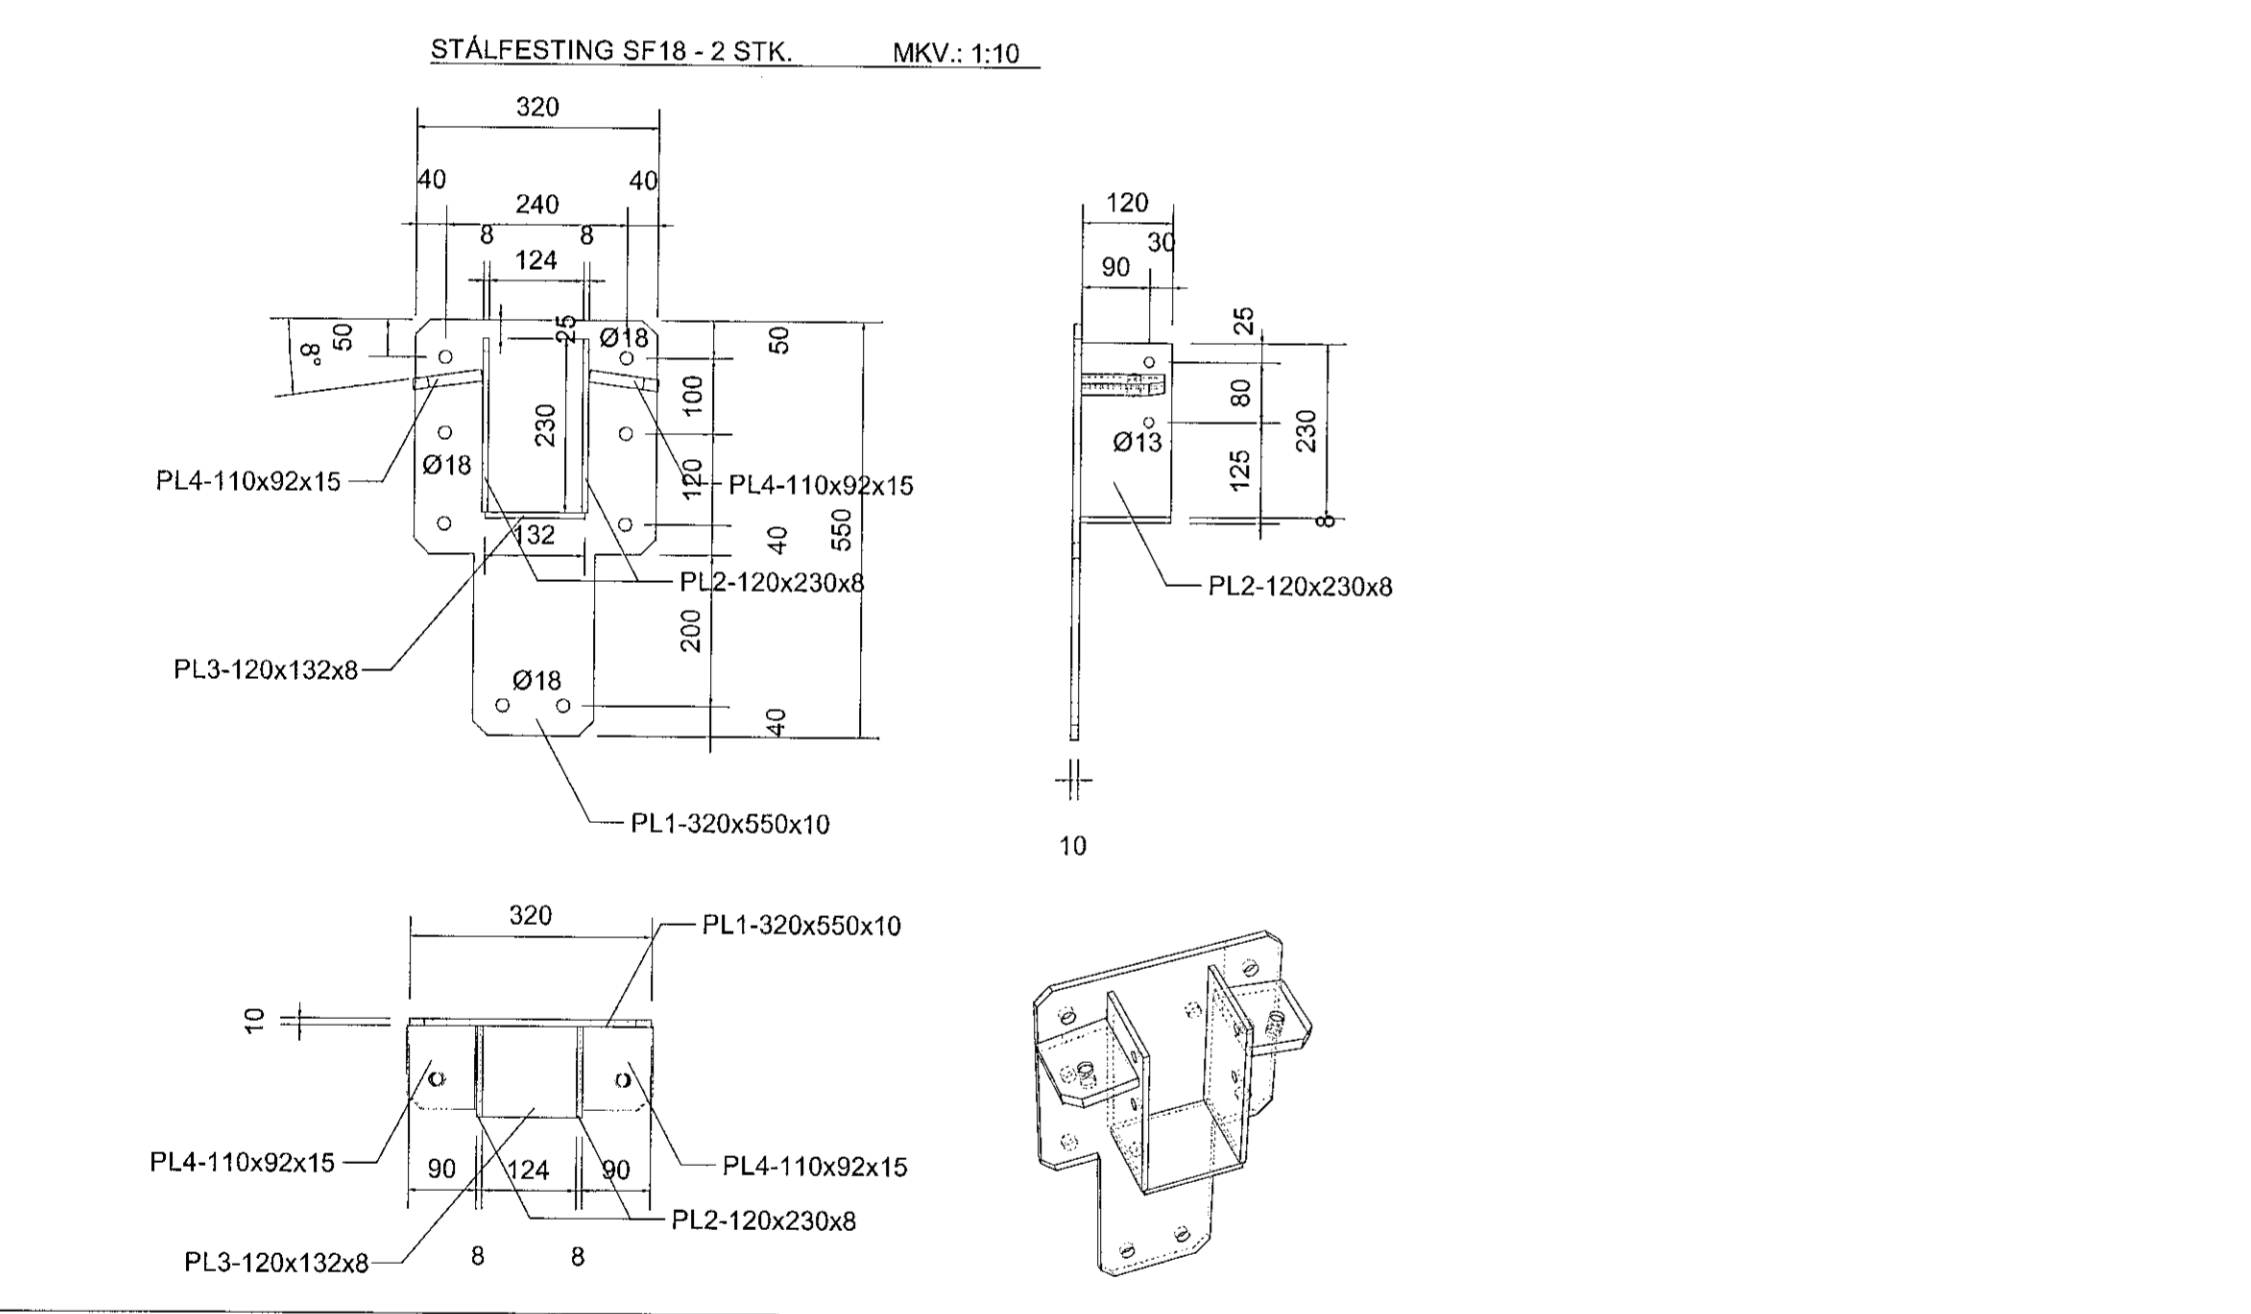 STÁLFESTING SF18 - 2 STK. MKV.: 1:10
320
40 40
240
8 8
124
50
8°
25
Ø18
50
100
230
Ø18
PL4-110x92x15
120
PL4-110x92x15
132
40
550
PL2-120x230x8
200
PL3-120x132x8
Ø18
40
PL1-320x550x10
120
30
90
25
80
Ø13
230
125
8
PL2-120x230x8
10
320
PL1-320x550x10
10
PL4-110x92x15
90 124 90
PL4-110x92x15
PL2-120x230x8
PL3-120x132x8
8 8